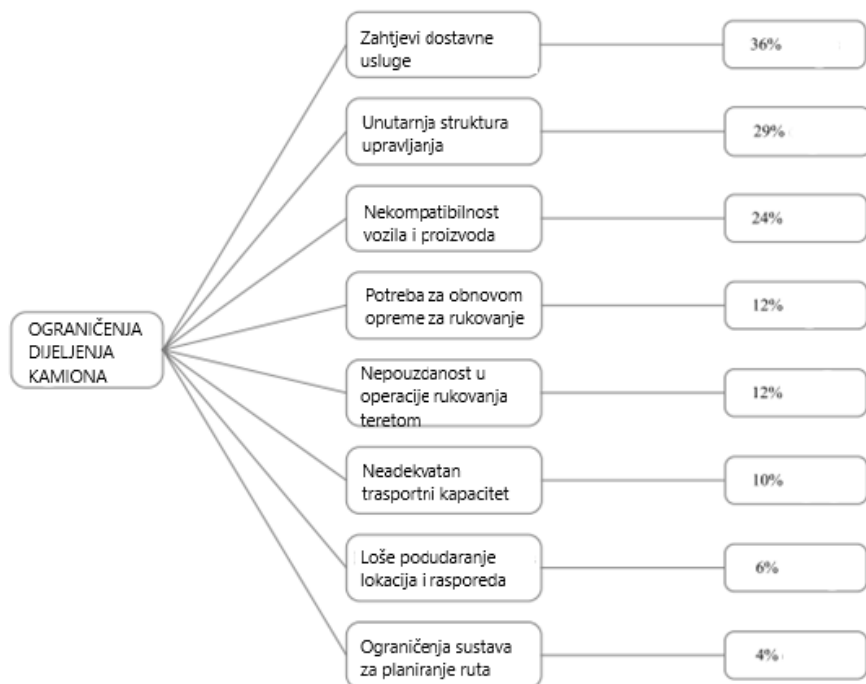 Zahtjevi dostavne
usluge
36%
Unutarnja struktura
upravljanja
29%
Nekompatibilnost
vozila i proizvoda
24%
Potreba za obnovom
opreme za rukovanje
12%
OGRANIČENJA
DIJELJENJA
KAMIONA
Nepouzdanost u
operacije rukovanja
teretom
12%
Neadekvatan
trasportni kapacitet
10%
Loše podudaranje
lokacija i rasporeda
6%
Ograničenja sustava
za planiranje ruta
4%